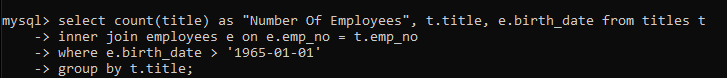 mysql> select count(title) as "Number Of Employees", t.title, e.birth_date from titles t
    -> inner join employees e on e.emp_no = t.emp_no
    -> where e.birth_date > '1965-01-01'
    -> group by t.title;